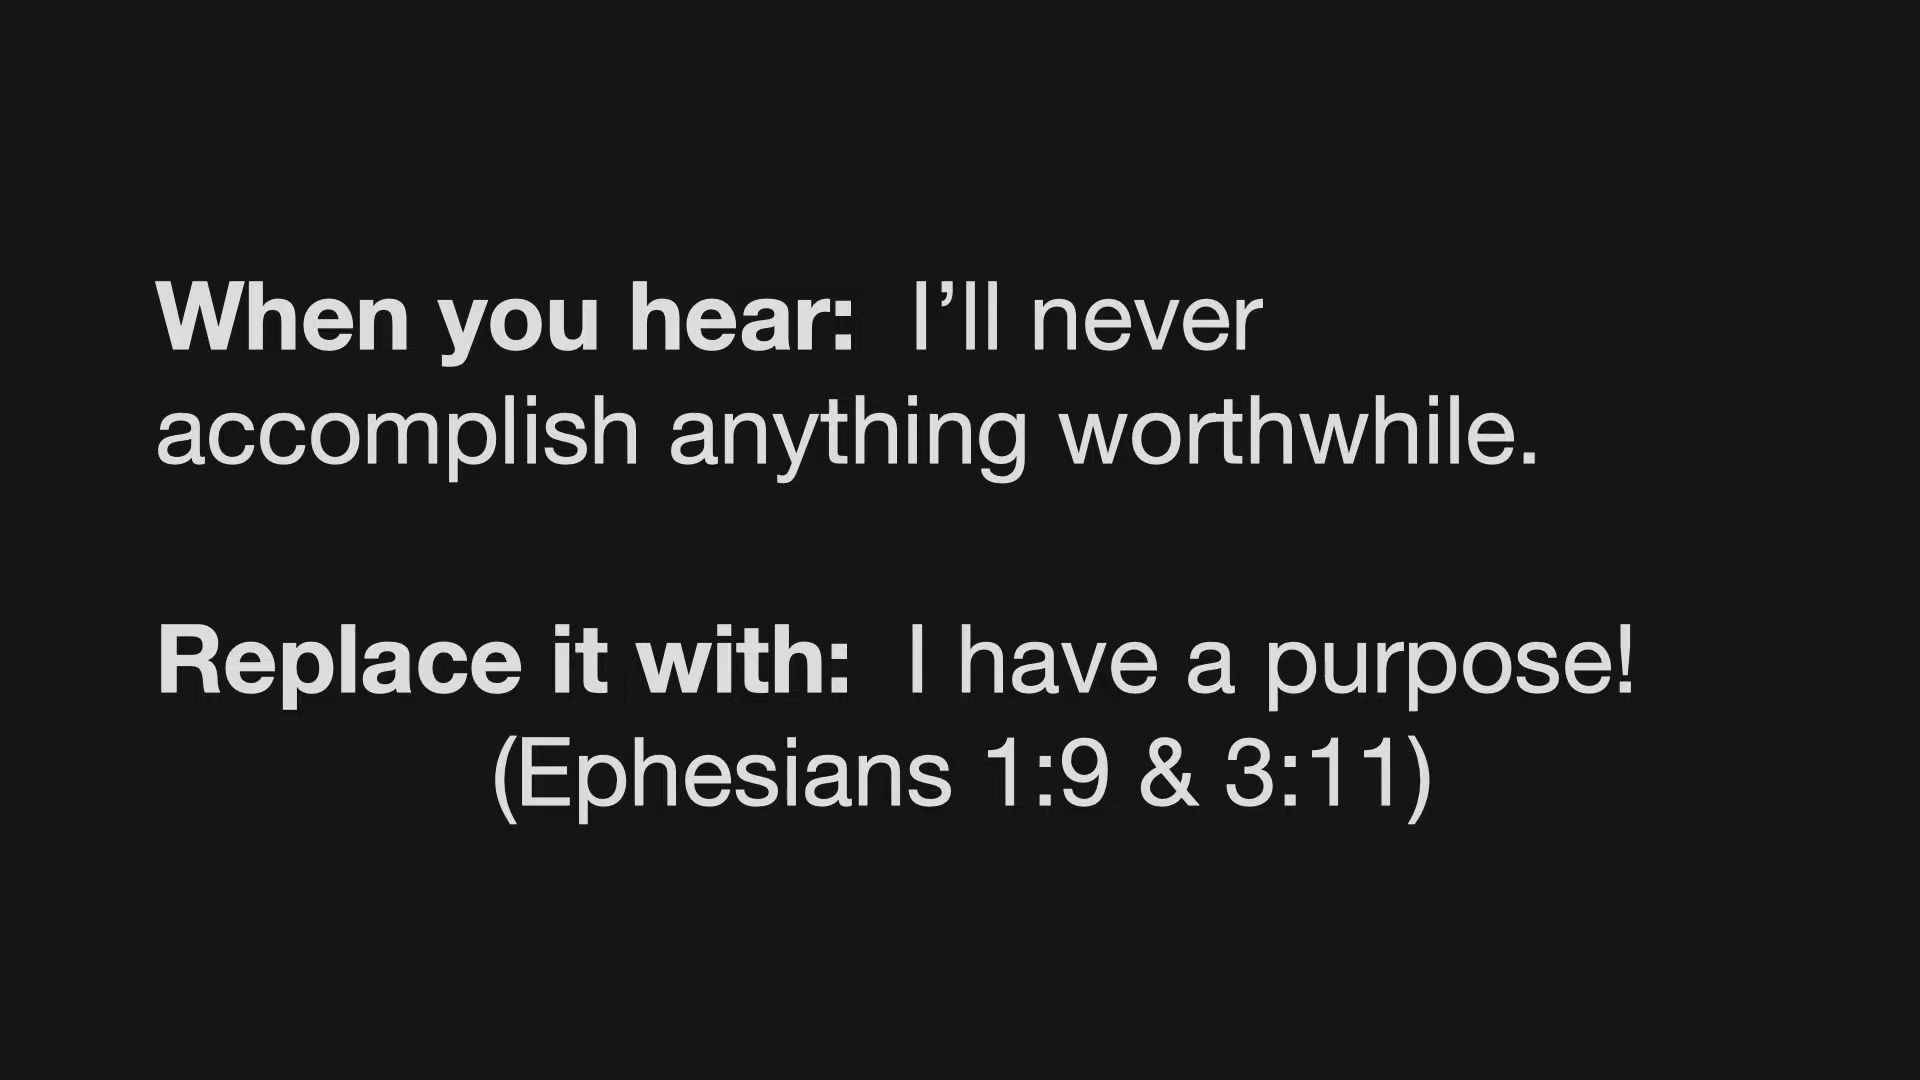 When you hear: I’ll never
accomplish anything worthwhile.
Replace it with: I have a purpose!
(Ephesians 1:9 & 3:11)